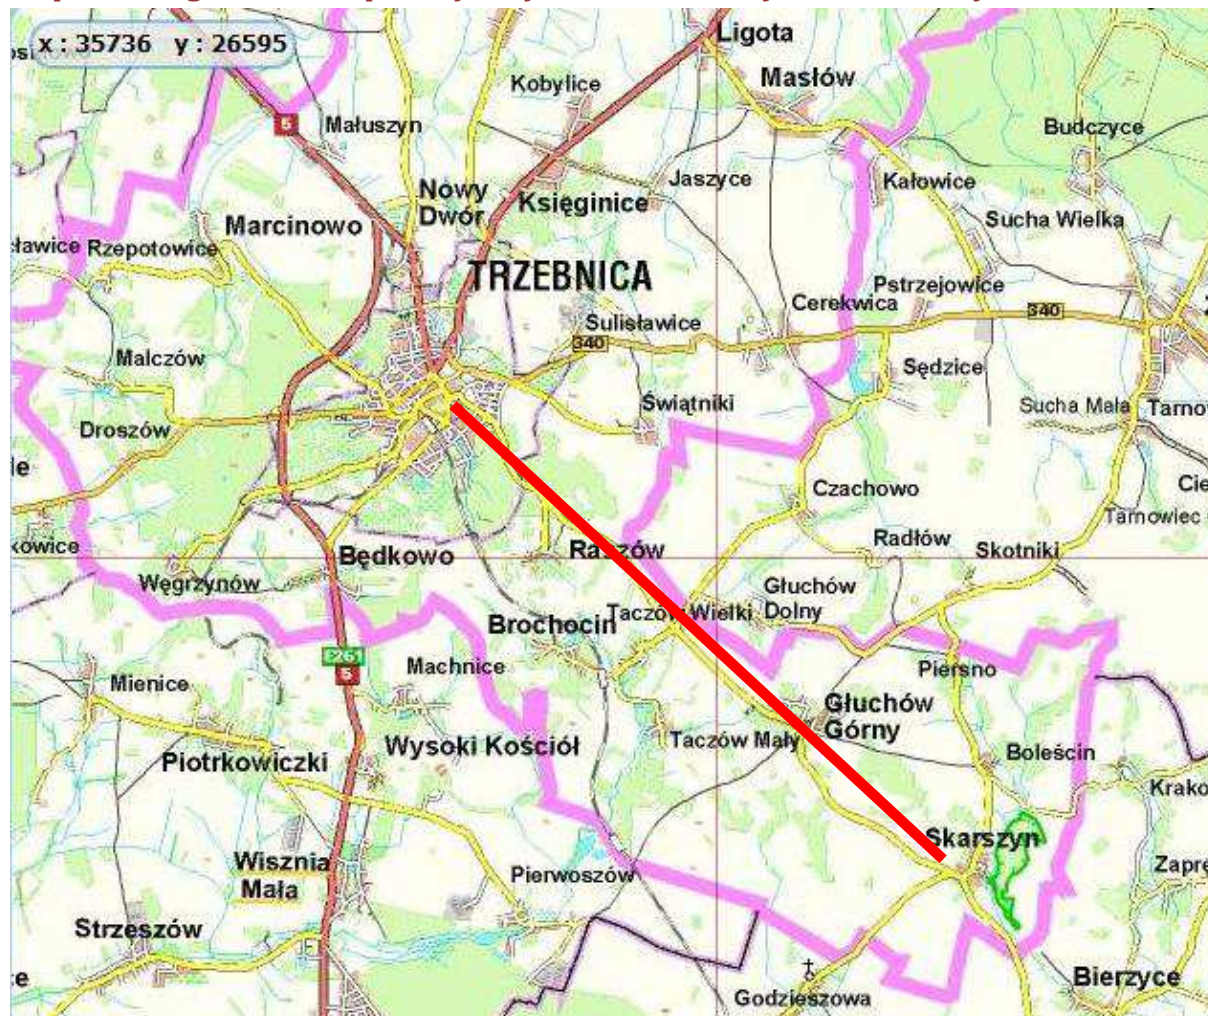 x : 35736 y : 26595
Ligota
Masłów
Kobylice
5
Małuszyn
Budczyce
Nowy
Dwór
Księginice
Jaszyce
Kałowice
Marcinowo
Sucha Wielka
Rzepotowice
TRZEBNICA
Pstrzejowice
Cerekwica
340
Sulisławice
340
Malczów
Sędzice
Świątniki
Sucha Mała
Droszów
Czachowo
Tarnowiec
Radłów
Skotniki
Będkowo
Raszów
Węgrzynów
Głuchów
Dolny
Taczów Wielki
Brochocin
E261
5
Machnice
Piersno
Mienice
Głuchów
Górny
Taczów Mały
Wysoki Kościół
Boleścin
Piotrkowiczki
Skarszyn
Wisznia
Mała
Pierwoszów
Strzeszów
Bierzyce
Godzieszowa